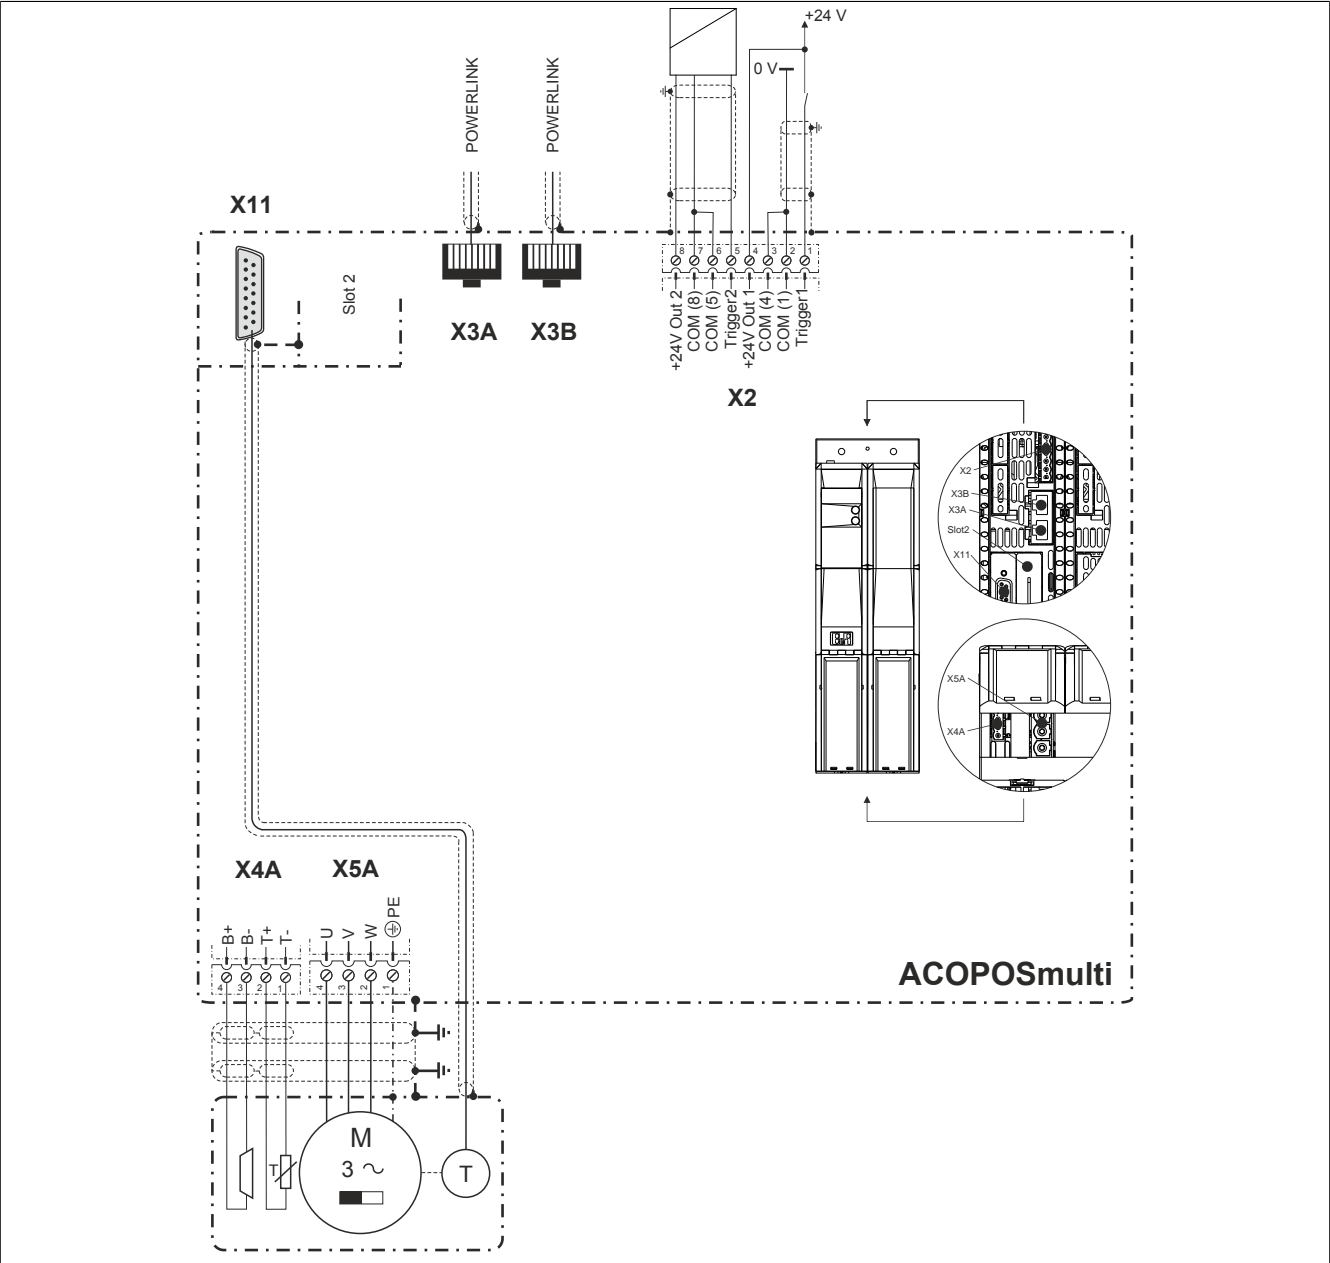 +24 V
0 V
POWERLINK
POWERLINK
X11
Slot 2
X3A
X3B
8
7
6
5
4
3
2
1
+24V Out 2
COM (8)
COM (5)
Trigger2
+24V Out 1
COM (4)
COM (1)
Trigger1
X2
X2
X3B
X3A
Slot2
X11
X5A
X4A
X4A
X5A
B+
B-
T+
T-
U
V
W
PE
4
3
2
1
4
3
2
1
ACOPOSmulti
M
3
T
T